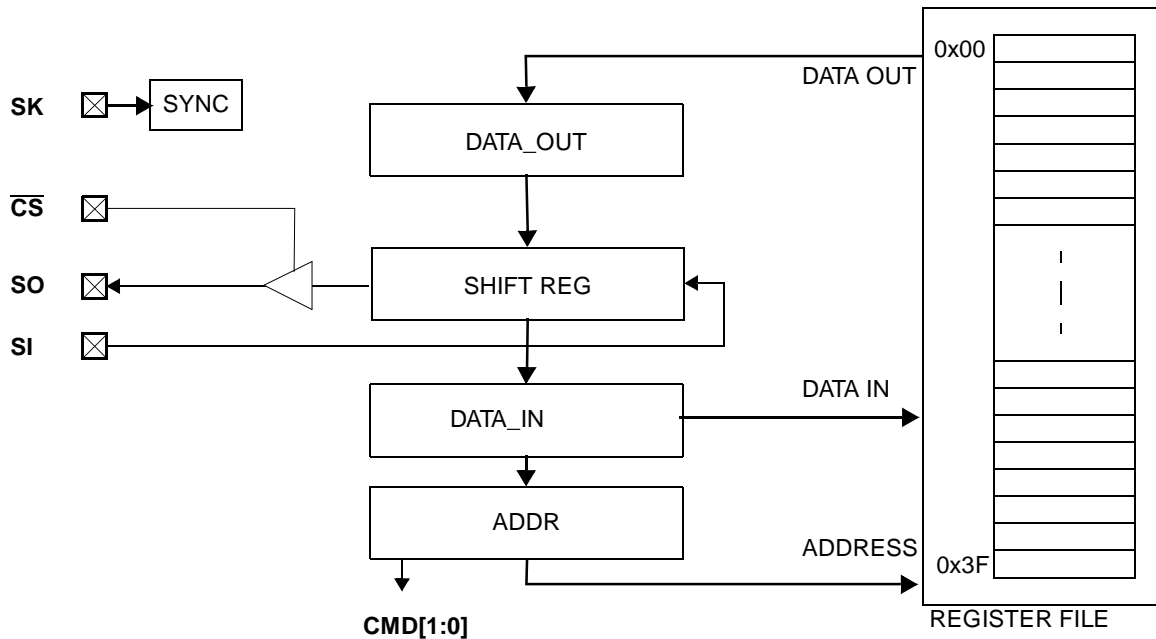 0x00
DATA OUT
SK
SYNC
DATA_OUT
C̅S̅
SO
SHIFT REG
SI
DATA IN
DATA_IN
ADDR
ADDRESS
0x3F
CMD[1:0]
REGISTER FILE